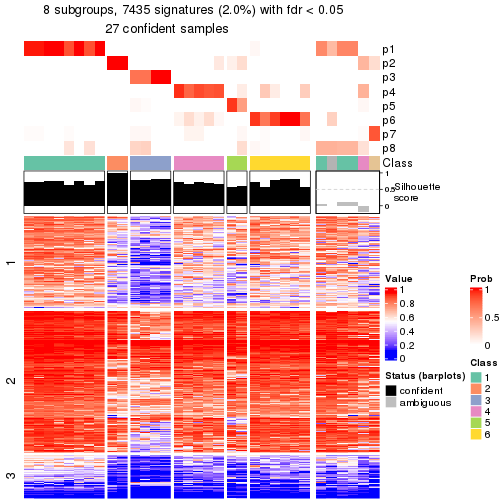 8 subgroups, 7435 signatures (2.0%) with fdr < 0.05
27 confident samples
p1
p2
p3
p4
p5
p6
p7
p8
Class
1
0.5
0
Silhouette
score
1
2
3
Value
1
0.8
0.6
0.4
0.2
0
Prob
1
0.5
0
Status (barplots)
confident
ambiguous
Class
1
2
3
4
5
6